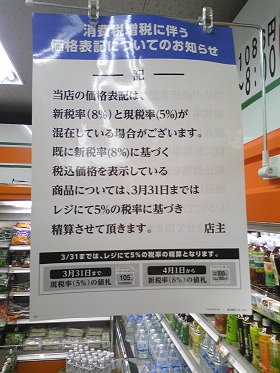 消費税増税に伴う
価格表記についてのお知らせ
記
当店の価格表記は、
新税率(8%)と現税率(5%)が
混在している場合がございます。
既に新税率(8%)に基づく
税込価格を表示している
商品については、3月31日までは
レジにて5%の税率に基づき
精算させて頂きます。 店主
3/31までは、レジにて5%の税率の精算となります。
3月31日まで
現税率(5%)の値札
105
4月1日から
新税率(8%)の値札
100
108